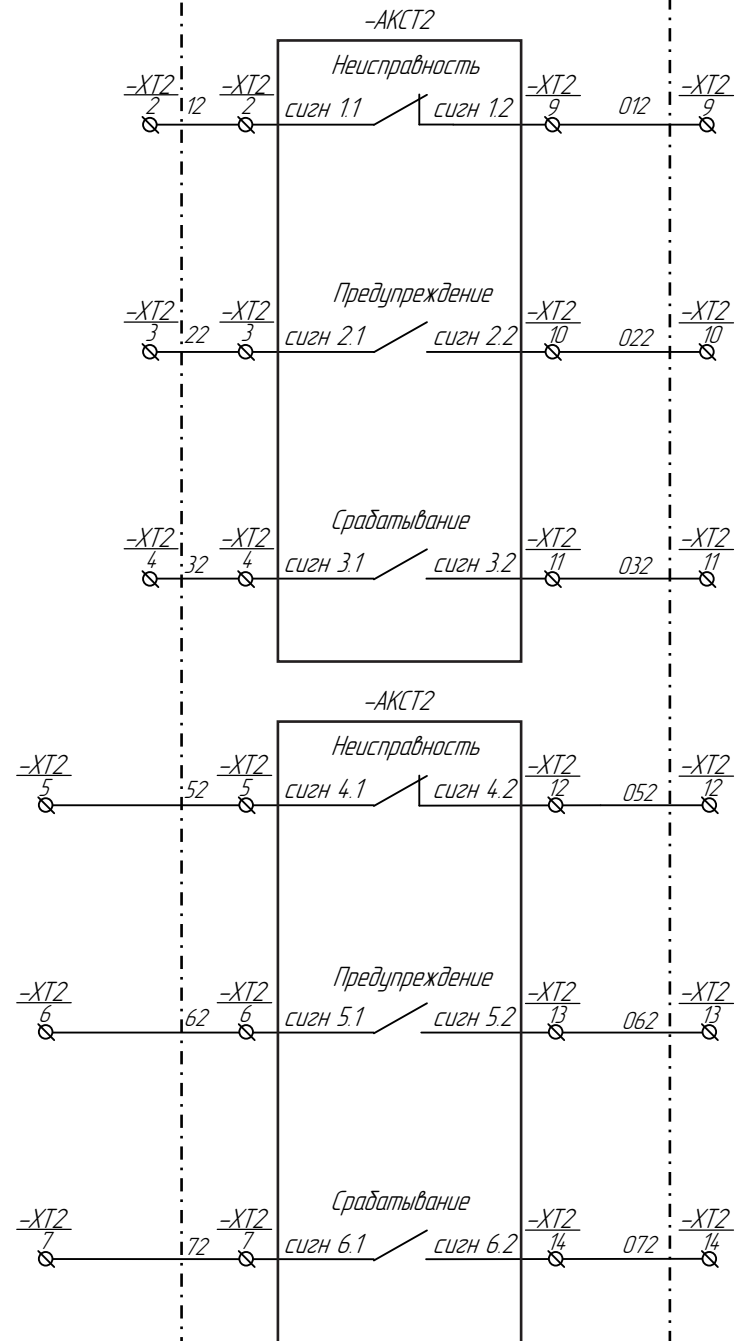 -АКСТ2
Неисправность
-XT2 -XT2 сигн 1.1 сигн 1.2 -XT2 -XT2
2 12 2 9 012 9
Предупреждение
-XT2 -XT2 сигн 2.1 сигн 2.2 -XT2 -XT2
3 22 3 10 022 10
Срабатывание
-XT2 -XT2 сигн 3.1 сигн 3.2 -XT2 -XT2
4 32 4 11 032 11
-АКСТ2
Неисправность
-XT2 -XT2 сигн 4.1 сигн 4.2 -XT2 -XT2
5 52 5 12 052 12
Предупреждение
-XT2 -XT2 сигн 5.1 сигн 5.2 -XT2 -XT2
6 62 6 13 062 13
Срабатывание
-XT2 -XT2 сигн 6.1 сигн 6.2 -XT2 -XT2
7 72 7 14 072 14